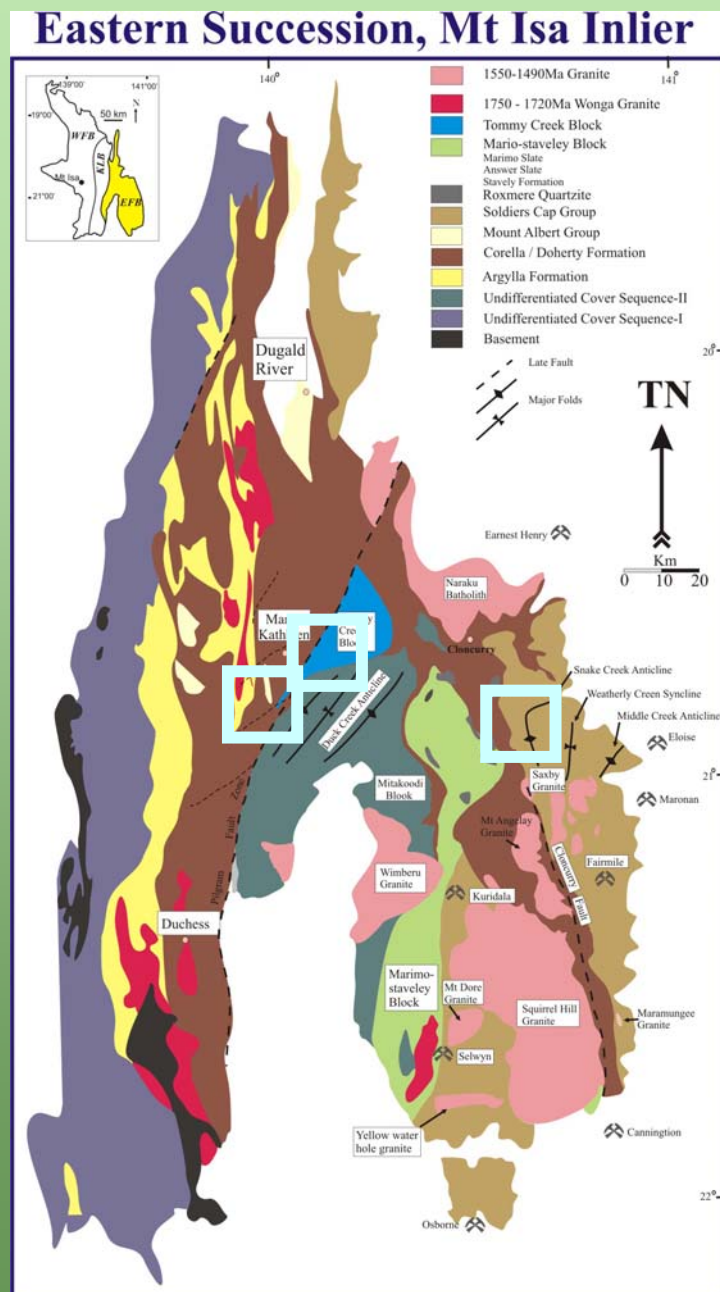 Eastern Succession, Mt Isa Inlier
140°
141°
139°00'
141°00'
50 km
N
-19°00'
WFB
KLB
Mt Isa
-21°00'
EFB
1550-1490Ma Granite
1750 - 1720Ma Wonga Granite
Tommy Creek Block
Mario-staveley Block
Marimo Slate
Answer Slate
Stavely Formation
Roxmere Quartzite
Soldiers Cap Group
Mount Albert Group
Corella / Doherty Formation
Argylla Formation
Undifferentiated Cover Sequence-II
Undifferentiated Cover Sequence-I
Basement
Late Fault
Major Folds
20°
TN
Km
0 10 20
Dugald
River
Earnest Henry
Naraku
Batholith
Cloncurry
Block
Duck Creek Anticline
Snake Creek Anticline
Weatherly Creen Syncline
Middle Creek Anticline
Eloise
21°
Saxby
Granite
Maronan
Mitakoodi
Blook
Mt Angelay
Granite
Zone
Fault
Pilgram
Wimberu
Granite
Kuridala
Cloncurry
Fault
Fairmile
Duchess
Marimo-
staveley
Block
Mt Dore
Granite
Squirrel Hill
Granite
Maramungee
Granite
Selwyn
Yellow water
hole granite
Cannington
22°
Osborne